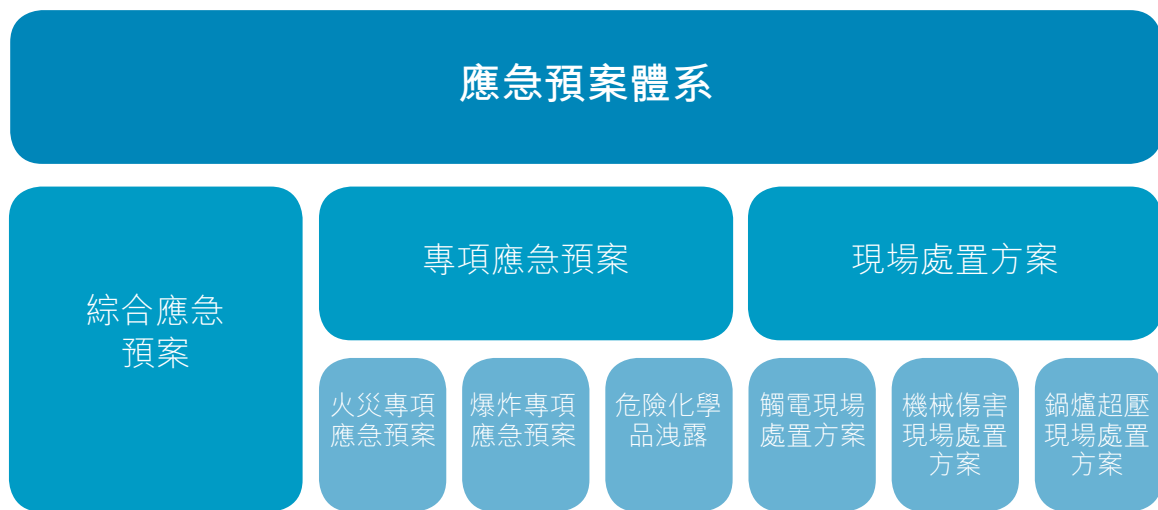 應急預案體系
綜合應急
預案
專項應急預案
現場處置方案
火災專項
應急預案
爆炸專項
應急預案
危險化學
品洩露
觸電現場
處置方案
機械傷害
現場處置
方案
鍋爐超壓
現場處置
方案